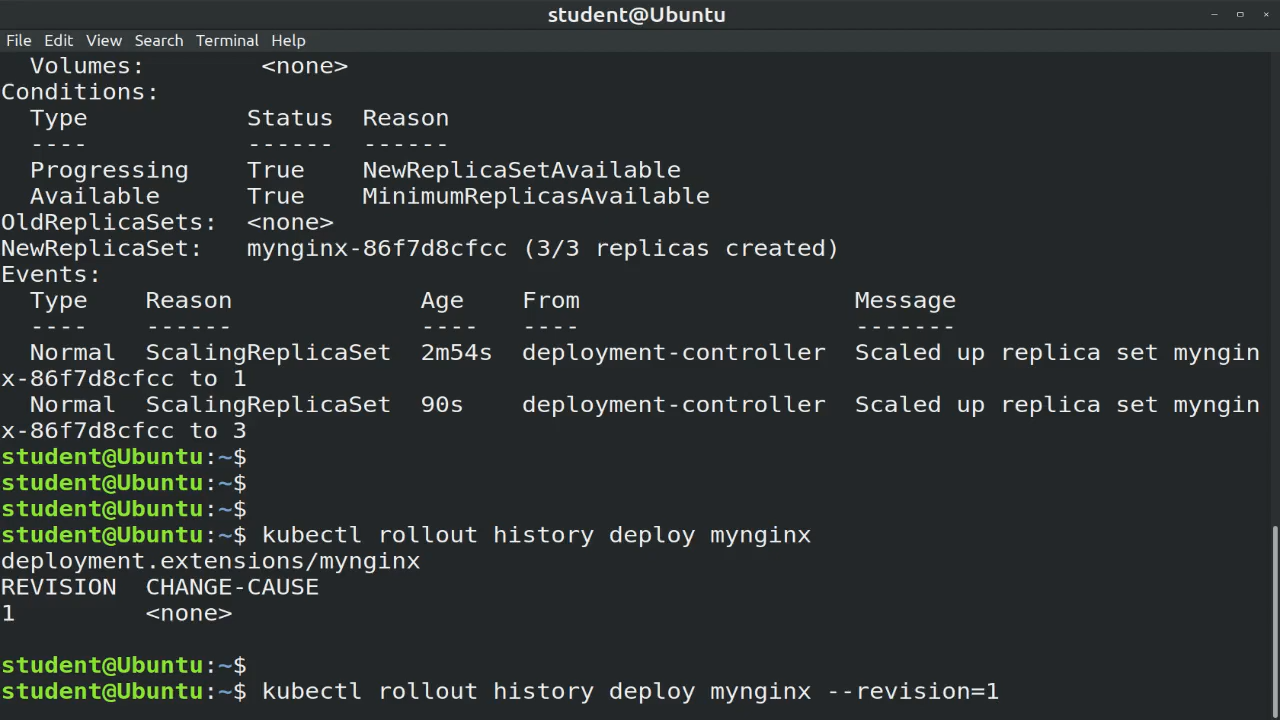 student@Ubuntu
File Edit View Search Terminal Help
  Volumes:        <none>
Conditions:
  Type           Status  Reason
  ----           ------  ------
  Progressing    True    NewReplicaSetAvailable
  Available      True    MinimumReplicasAvailable
OldReplicaSets:  <none>
NewReplicaSet:   mynginx-86f7d8cfcc (3/3 replicas created)
Events:
  Type    Reason             Age   From                   Message
  ----    ------             ----  ----                   -------
  Normal  ScalingReplicaSet  2m54s  deployment-controller  Scaled up replica set myngin
x-86f7d8cfcc to 1
  Normal  ScalingReplicaSet  90s    deployment-controller  Scaled up replica set myngin
x-86f7d8cfcc to 3
student@Ubuntu:~$
student@Ubuntu:~$
student@Ubuntu:~$
student@Ubuntu:~$ kubectl rollout history deploy mynginx
deployment.extensions/mynginx
REVISION  CHANGE-CAUSE
1         <none>
student@Ubuntu:~$
student@Ubuntu:~$ kubectl rollout history deploy mynginx --revision=1